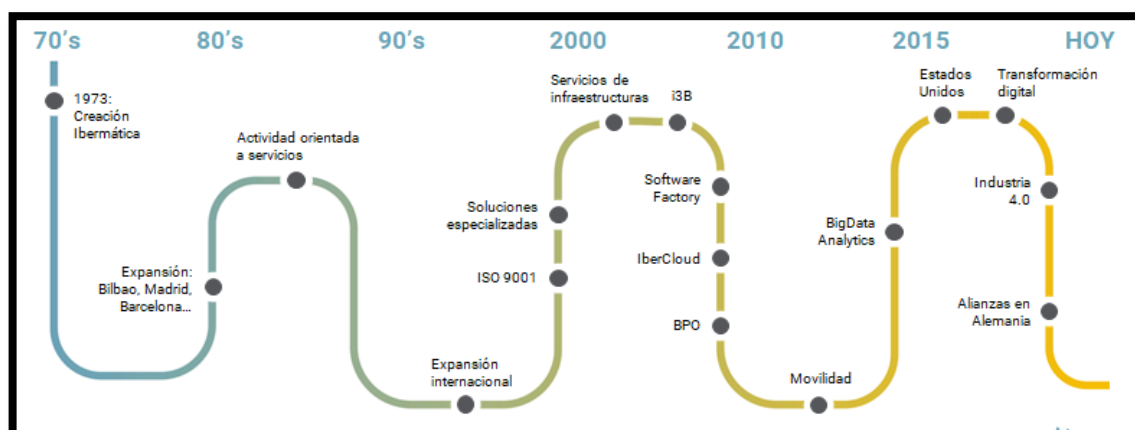 70's 80's 90's 2000 2010 2015 HOY
1973:
Creación
Ibermática
Expansión:
Bilbao, Madrid,
Barcelona...
Actividad orientada
a servicios
Expansión
internacional
ISO 9001
Soluciones
especializadas
Servicios de
infraestructuras
i3B
Software
Factory
IberCloud
BPO
Movilidad
BigData
Analytics
Estados
Unidos
Transformación
digital
Industria
4.0
Alianzas en
Alemania